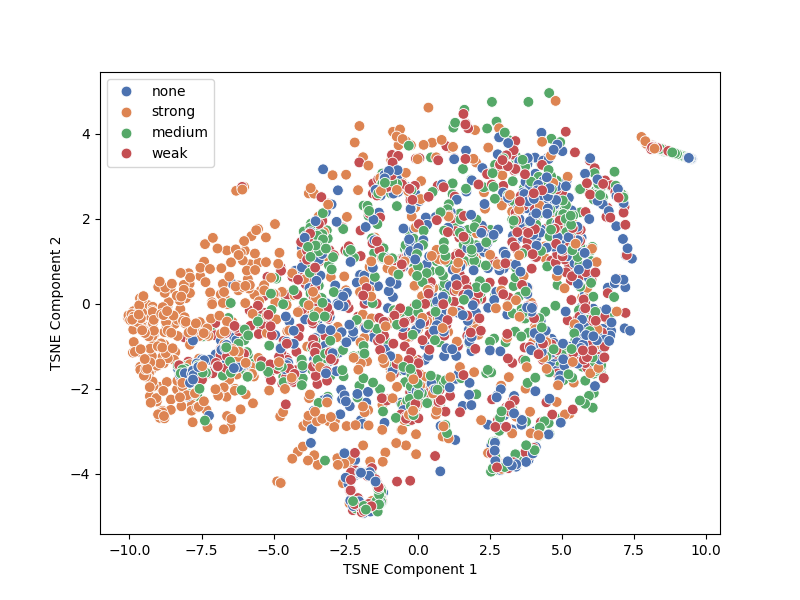 none
strong
medium
weak
4
2
0
−2
−4
TSNE Component 2
−10.0 −7.5 −5.0 −2.5 0.0 2.5 5.0 7.5 10.0
TSNE Component 1